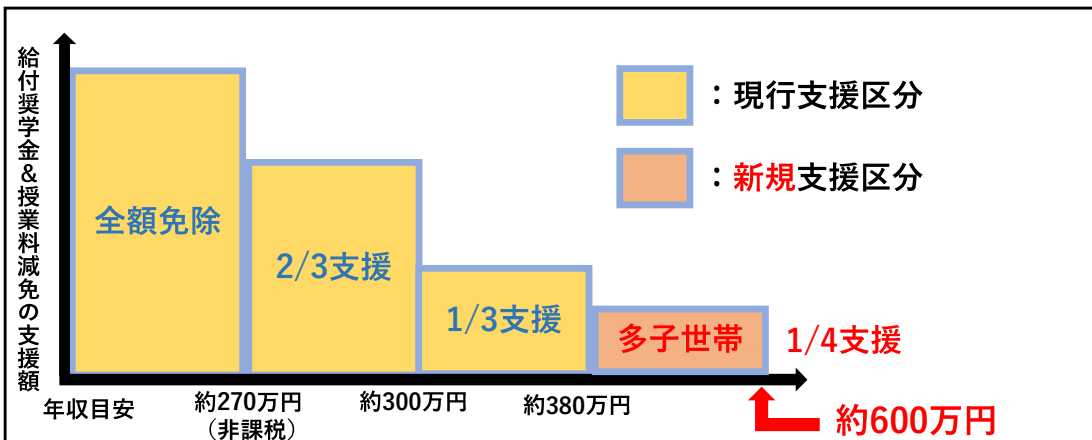 給付奨学金&授業料減免の支援額
:現行支援区分
:新規支援区分
全額免除
2/3支援
1/3支援
多子世帯
1/4支援
年収目安
約270万円
(非課税)
約300万円
約380万円
約600万円